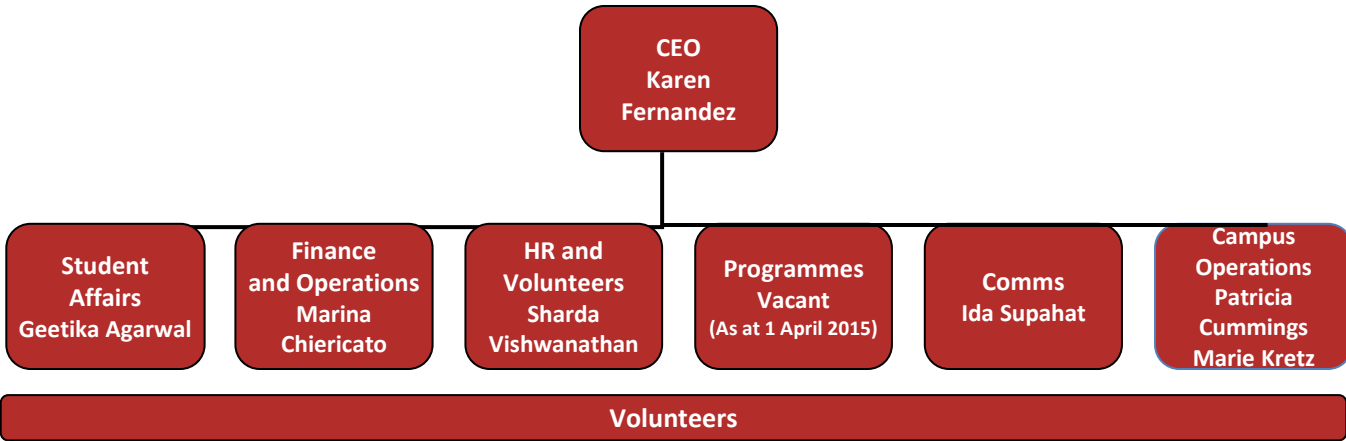 CEO
Karen
Fernandez
Student
Affairs
Geetika Agarwal
Finance
and Operations
Marina
Chiericato
HR and
Volunteers
Sharda
Vishwanathan
Programmes
Vacant
(As at 1 April 2015)
Comms
Ida Supahat
Campus
Operations
Patricia
Cummings
Marie Kretz
Volunteers